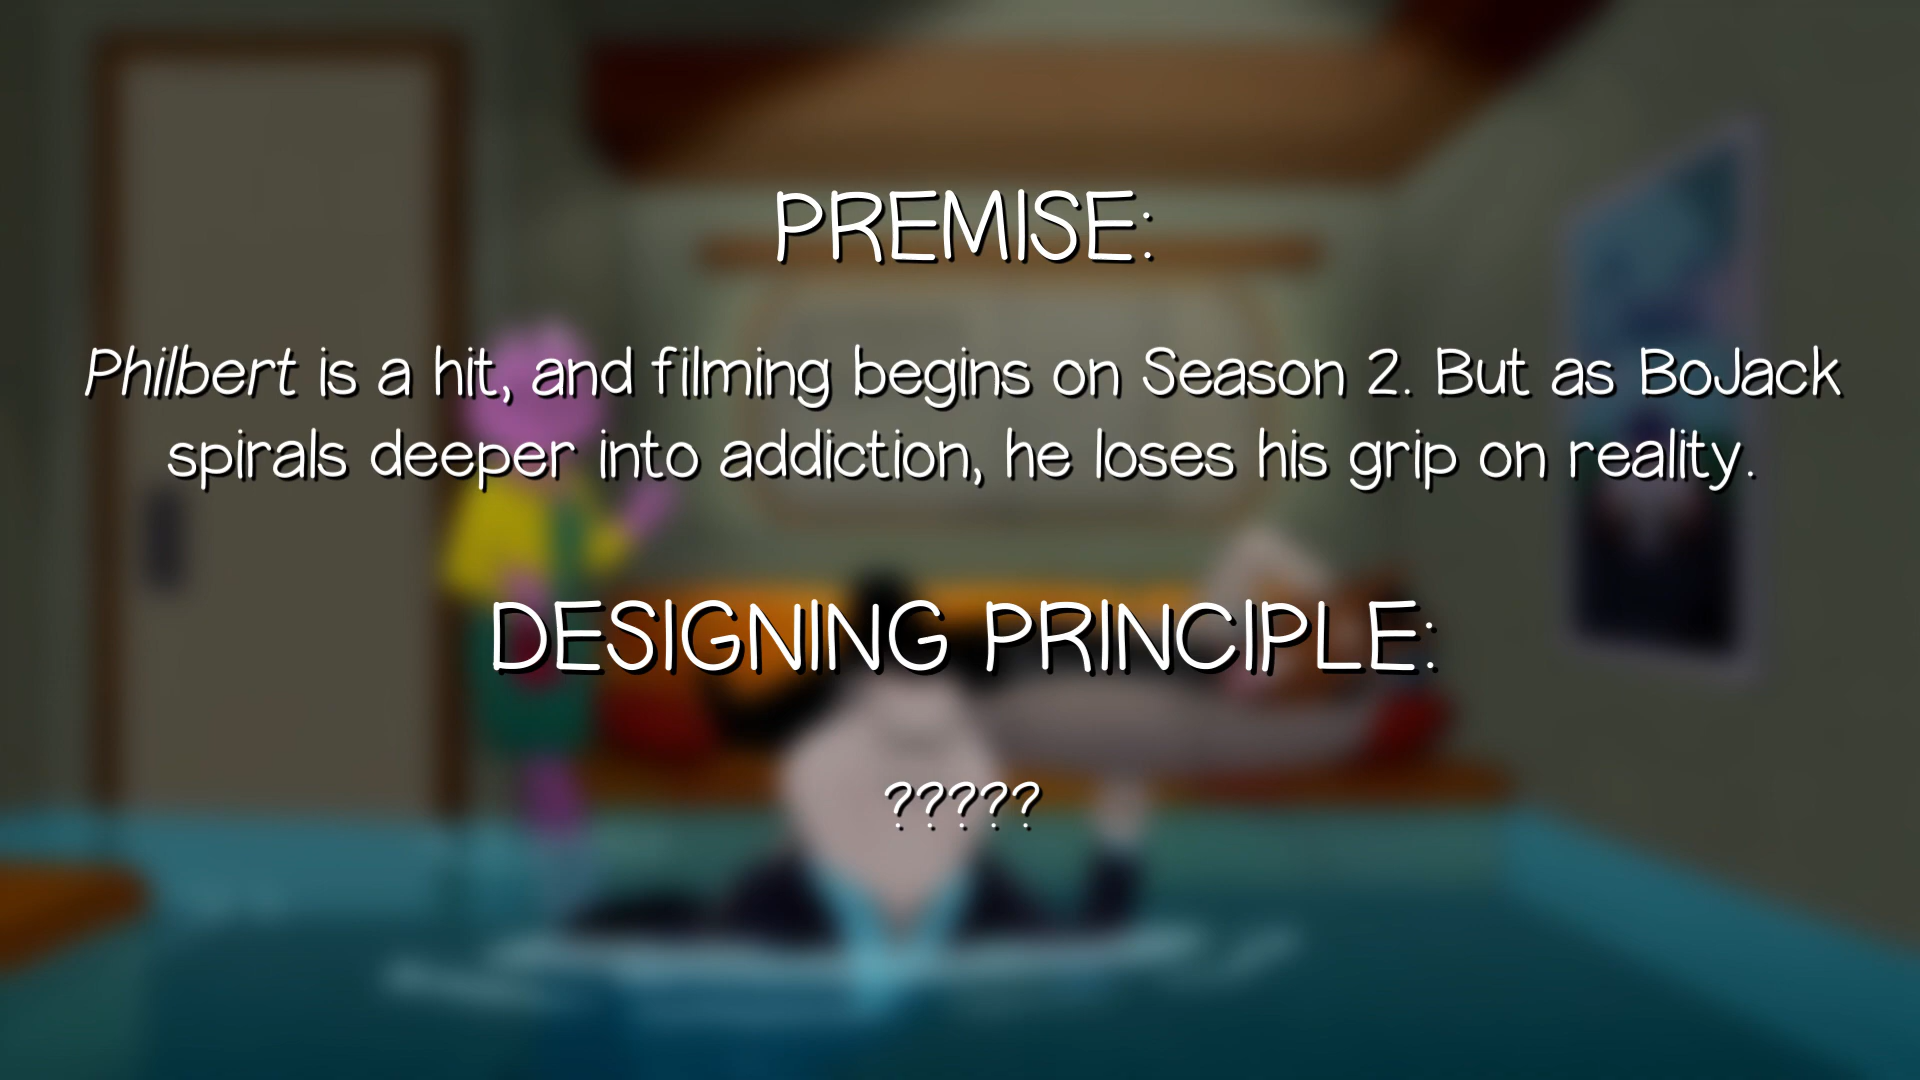 PREMISE:
Philbert is a hit, and filming begins on Season 2. But as BoJack
spirals deeper into addiction, he loses his grip on reality.
DESIGNING PRINCIPLE:
?????